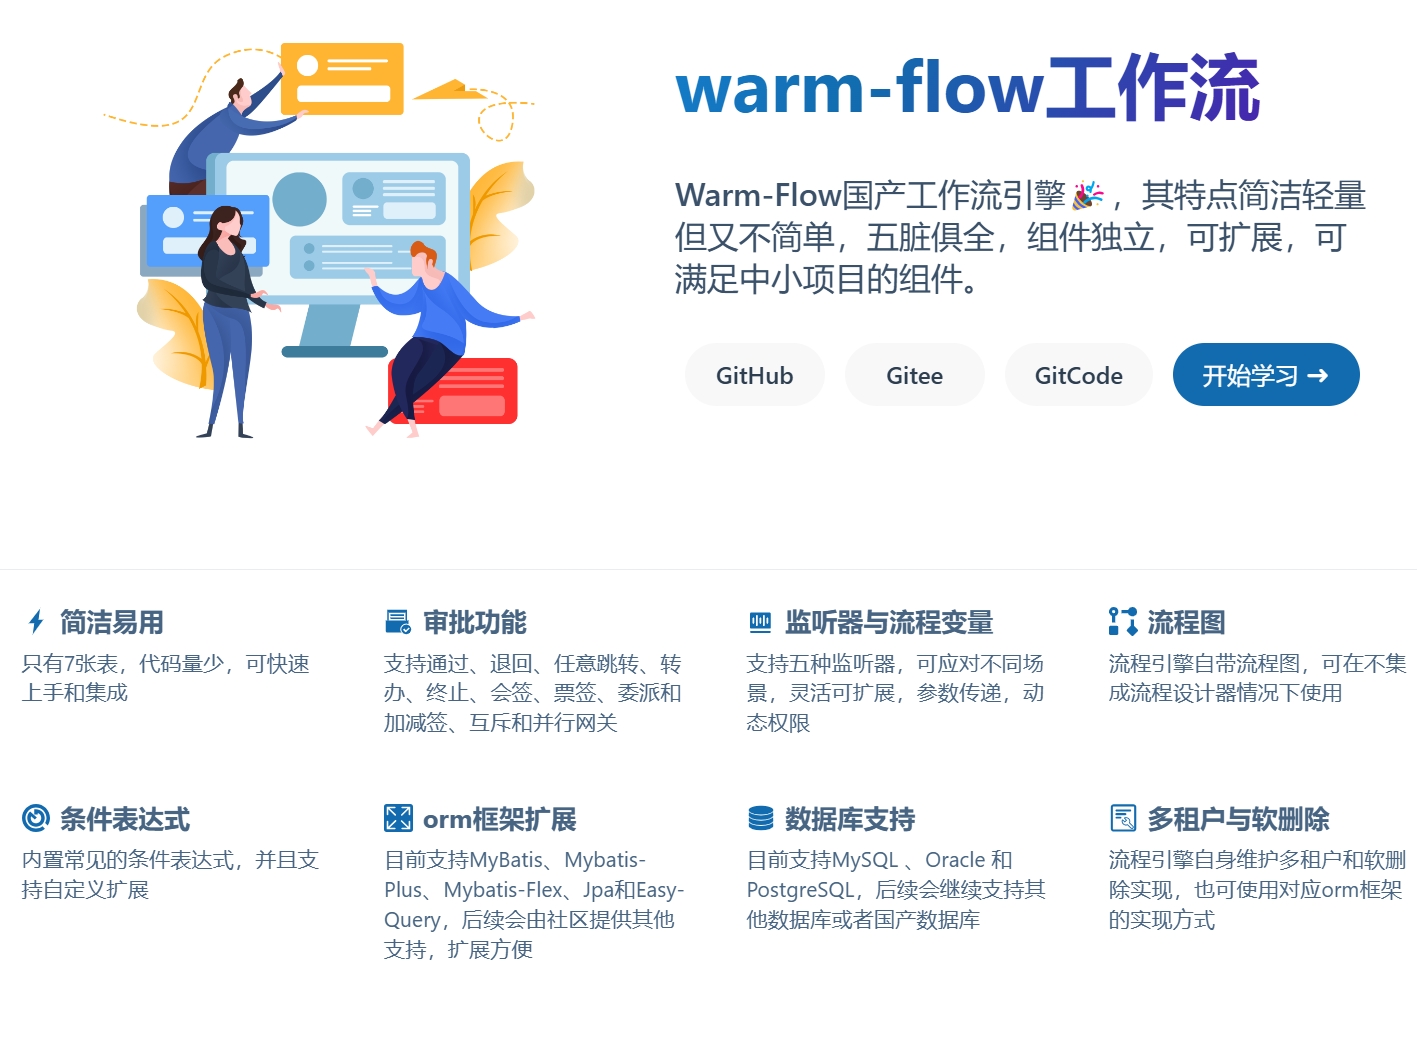 warm-flow工作流
Warm-Flow国产工作流引擎🎉，其特点简洁轻量
但又不简单，五脏俱全，组件独立，可扩展，可
满足中小项目的组件。
GitHub
Gitee
GitCode
开始学习 →
简洁易用
只有7张表，代码量少，可快速
上手和集成
审批功能
支持通过、退回、任意跳转、转
办、终止、会签、票签、委派和
加减签、互斥和并行网关
监听器与流程变量
支持五种监听器，可应对不同场
景，灵活可扩展，参数传递，动
态权限
流程图
流程引擎自带流程图，可在不集
成流程设计器情况下使用
条件表达式
内置常见的条件表达式，并且支
持自定义扩展
orm框架扩展
目前支持MyBatis、Mybatis-
Plus、Mybatis-Flex、Jpa和Easy-
Query，后续会由社区提供其他
支持，扩展方便
数据库支持
目前支持MySQL 、Oracle 和
PostgreSQL，后续会继续支持其
他数据库或者国产数据库
多租户与软删除
流程引擎自身维护多租户和软删
除实现，也可使用对应orm框架
的实现方式